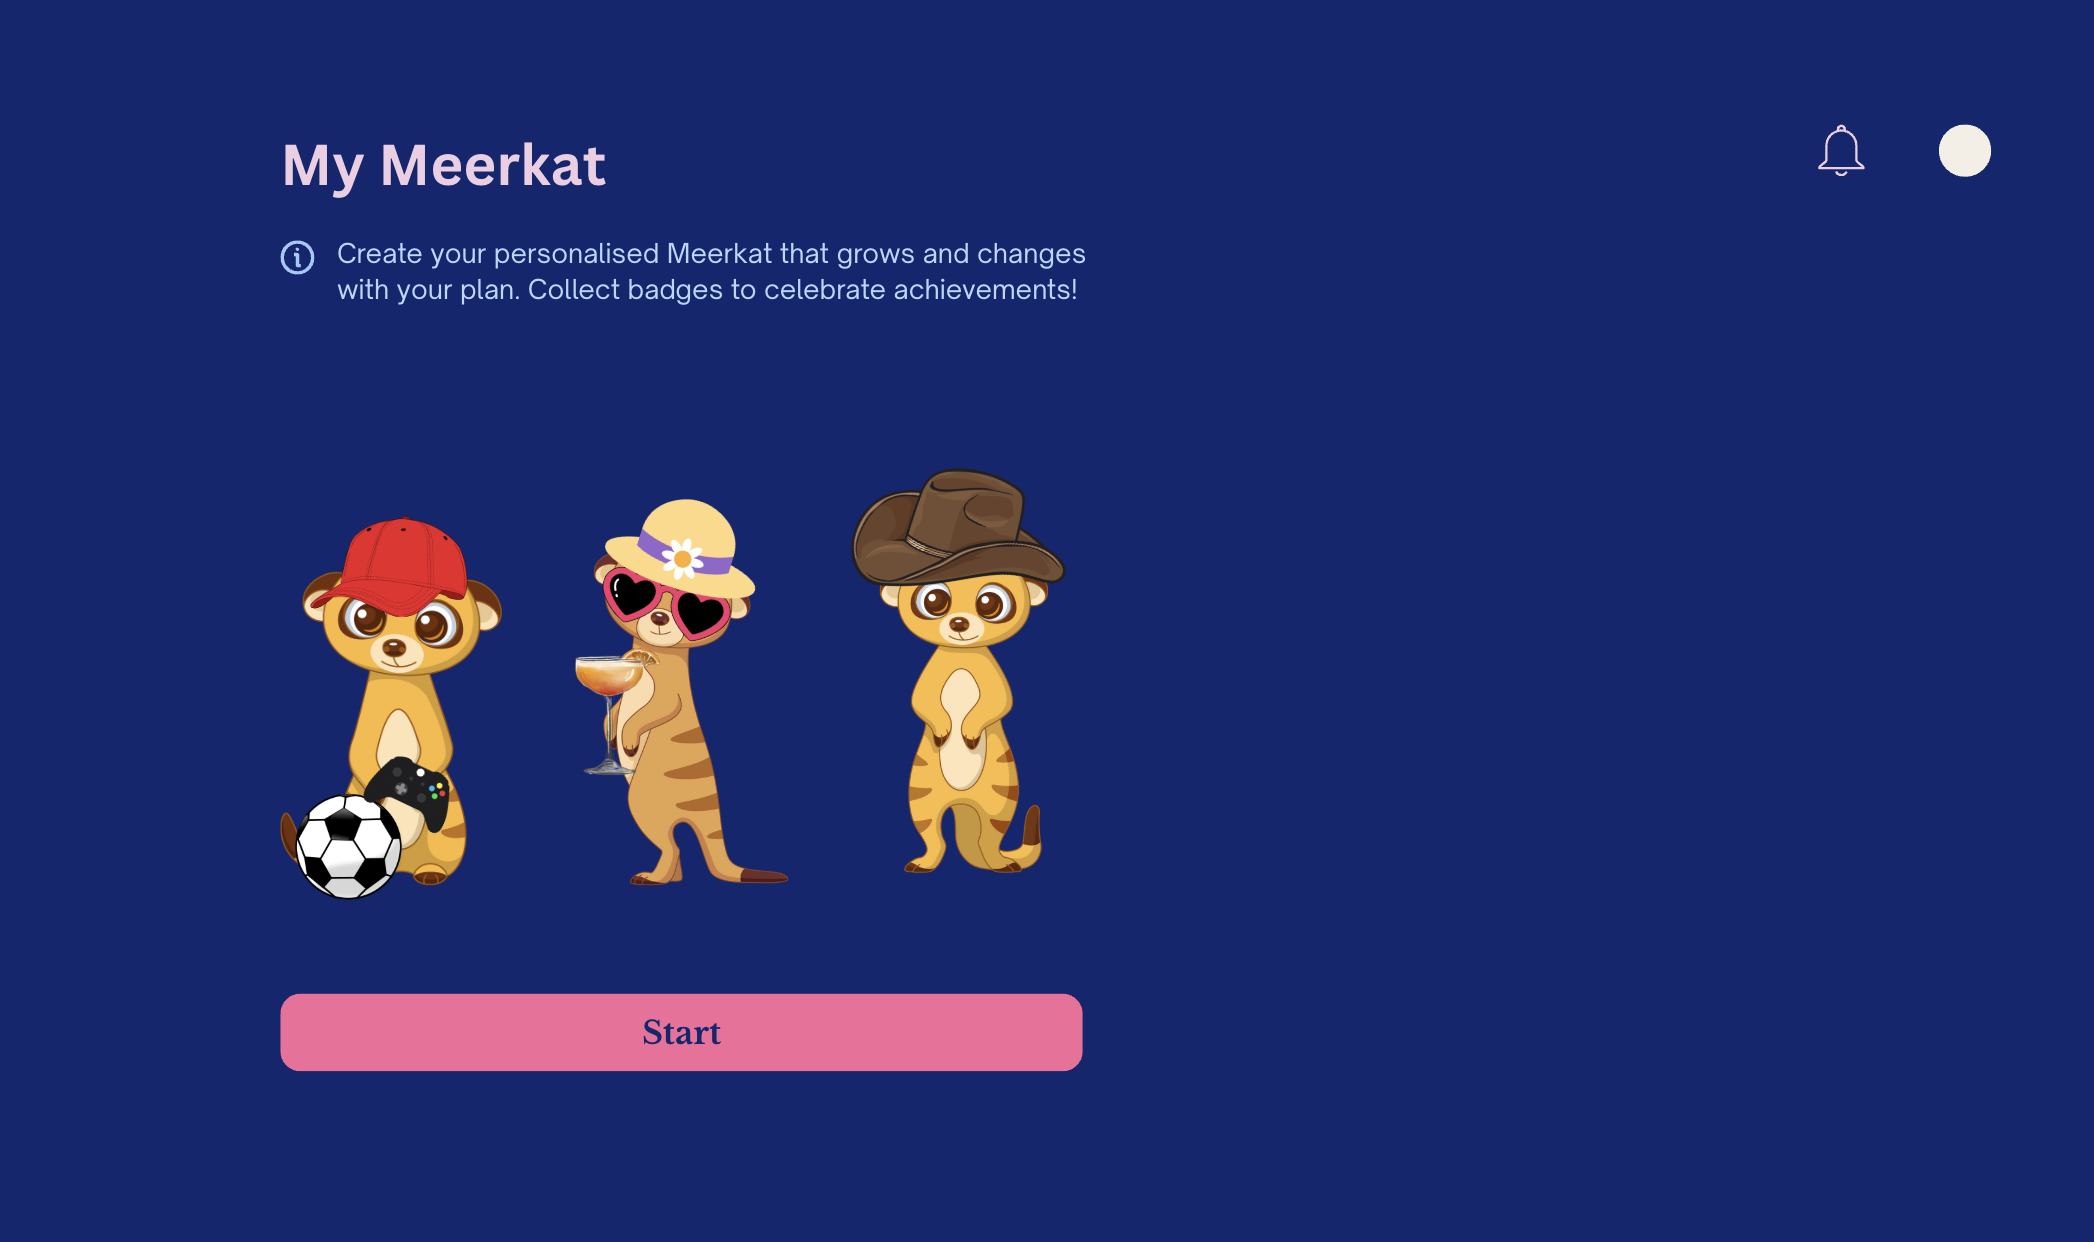 My Meerkat
Create your personalised Meerkat that grows and changes
with your plan. Collect badges to celebrate achievements!
Start